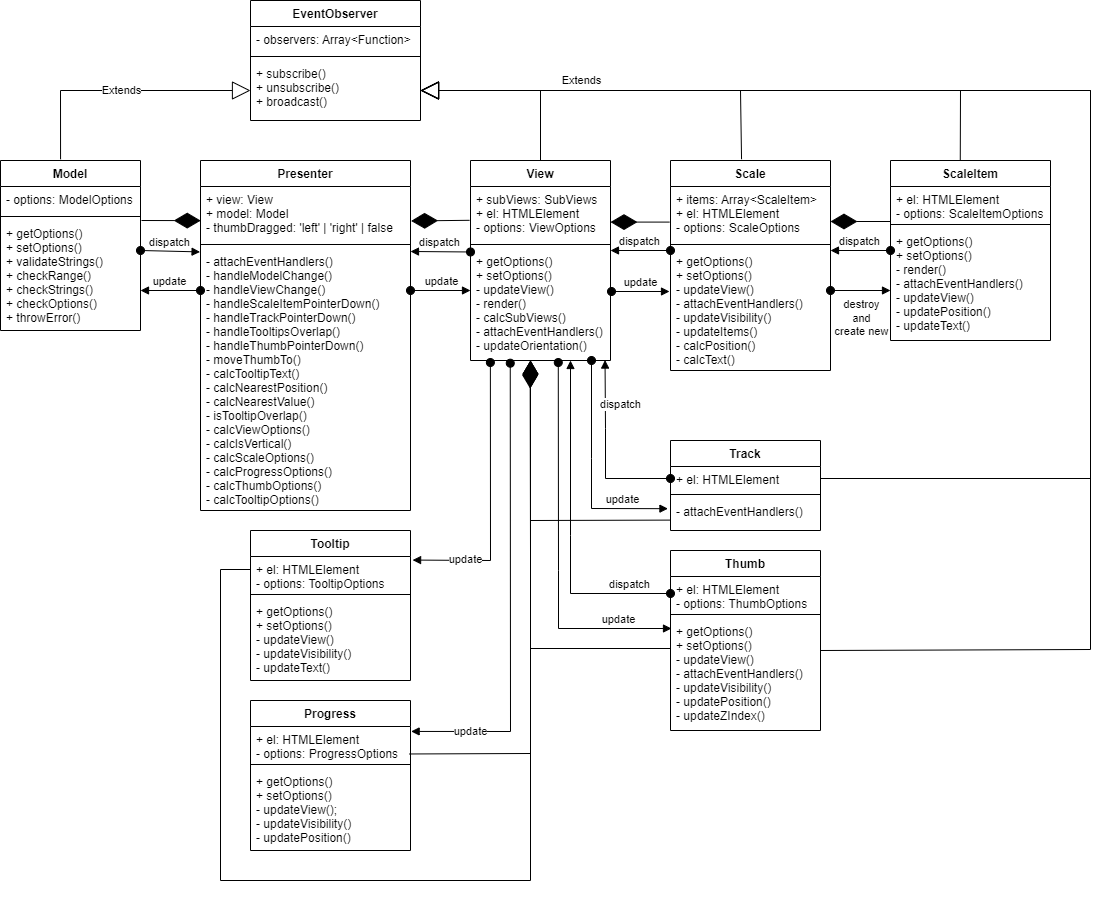 EventObserver
- observers: Array<Function>
+ subscribe()
+ unsubscribe()
+ broadcast()
Extends
Extends
Model
- options: ModelOptions
+ getOptions()
+ setOptions()
+ validateStrings()
+ checkRange()
+ checkStrings()
+ checkOptions()
+ throwError()
dispatch
update
Presenter
+ view: View
+ model: Model
- thumbDragged: 'left' | 'right' | false
- attachEventHandlers()
- handleModelChange()
- handleViewChange()
- handleScaleItemPointerDown()
- handleTrackPointerDown()
- handleTooltipsOverlap()
- handleThumbPointerDown()
- moveThumbTo()
- calcTooltipText()
- calcNearestPosition()
- calcNearestValue()
- isTooltipOverlap()
- calcViewOptions()
- calcIsVertical()
- calcScaleOptions()
- calcProgressOptions()
- calcThumbOptions()
- calcTooltipOptions()
dispatch
update
View
+ subViews: SubViews
+ el: HTMLElement
- options: ViewOptions
+ getOptions()
+ setOptions()
- updateView()
- render()
- calcSubViews()
- attachEventHandlers()
- updateOrientation()
dispatch
update
Scale
+ items: Array<ScaleItem>
+ el: HTMLElement
- options: ScaleOptions
+ getOptions()
+ setOptions()
- updateView()
- attachEventHandlers()
- updateVisibility()
- updateItems()
- calcPosition()
- calcText()
dispatch
destroy
and
create new
ScaleItem
+ el: HTMLElement
- options: ScaleItemOptions
+ getOptions()
+ setOptions()
- render()
- attachEventHandlers()
- updateView()
- updatePosition()
- updateText()
dispatch
update
Track
+ el: HTMLElement
- attachEventHandlers()
dispatch
update
Thumb
+ el: HTMLElement
- options: ThumbOptions
+ getOptions()
+ setOptions()
- updateView()
- attachEventHandlers()
- updateVisibility()
- updatePosition()
- updateZIndex()
Tooltip
+ el: HTMLElement
- options: TooltipOptions
+ getOptions()
+ setOptions()
- updateView()
- updateVisibility()
- updateText()
update
Progress
+ el: HTMLElement
- options: ProgressOptions
+ getOptions()
+ setOptions()
- updateView();
- updateVisibility()
- updatePosition()
update